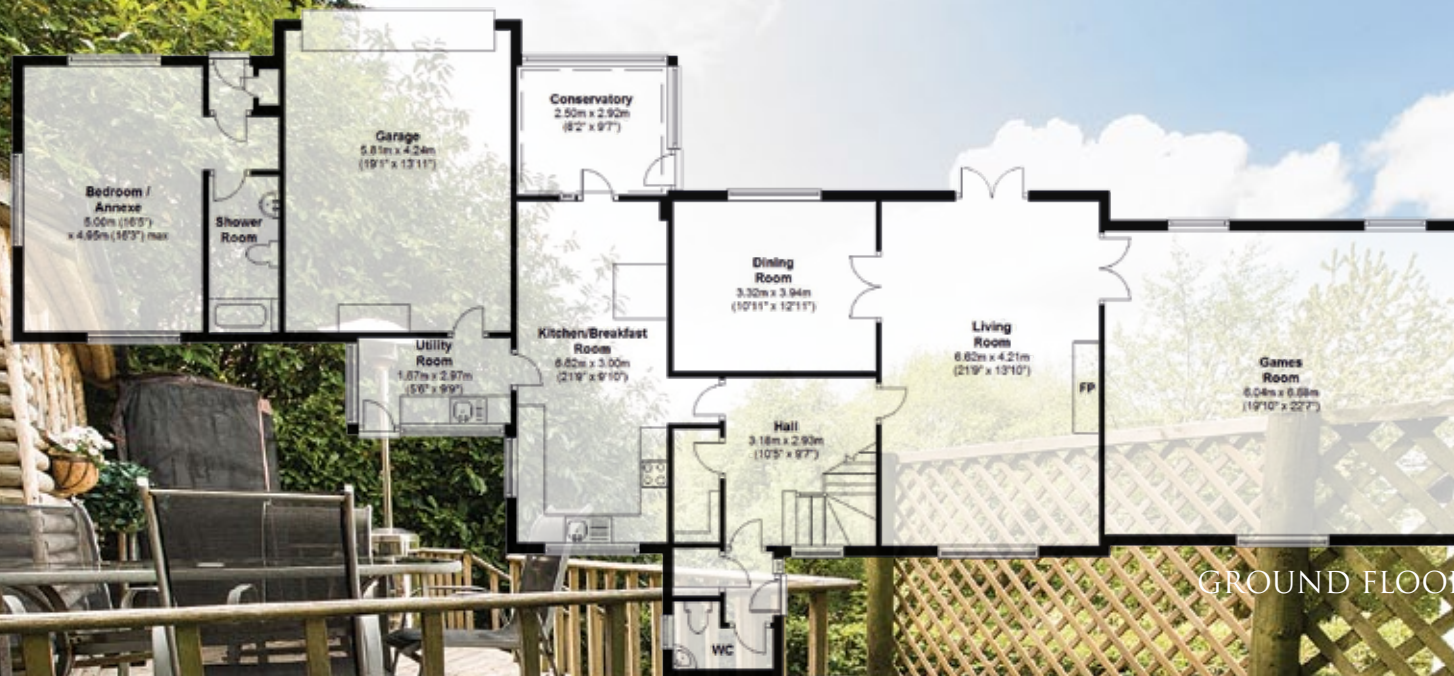 Conservatory
2.50m x 2.92m
(8'2" x 9'7")
Garage
5.81m x 4.24m
(19'1" x 13'11")
Bedroom /
Annexe
5.00m (16'5")
x 4.95m (16'3") max
Shower
Room
Dining
Room
3.32m x 3.94m
(10'11" x 12'11")
Kitchen/Breakfast
Room
6.62m x 3.00m
(21'9" x 9'10")
Utility
Room
1.67m x 2.97m
(5'6" x 9'9")
Living
Room
6.62m x 4.21m
(21'9" x 13'10")
FP
Games
Room
6.04m x 6.88m
(19'10" x 22'7")
Hall
3.18m x 2.93m
(10'5" x 9'7")
GROUND FLOO
WC